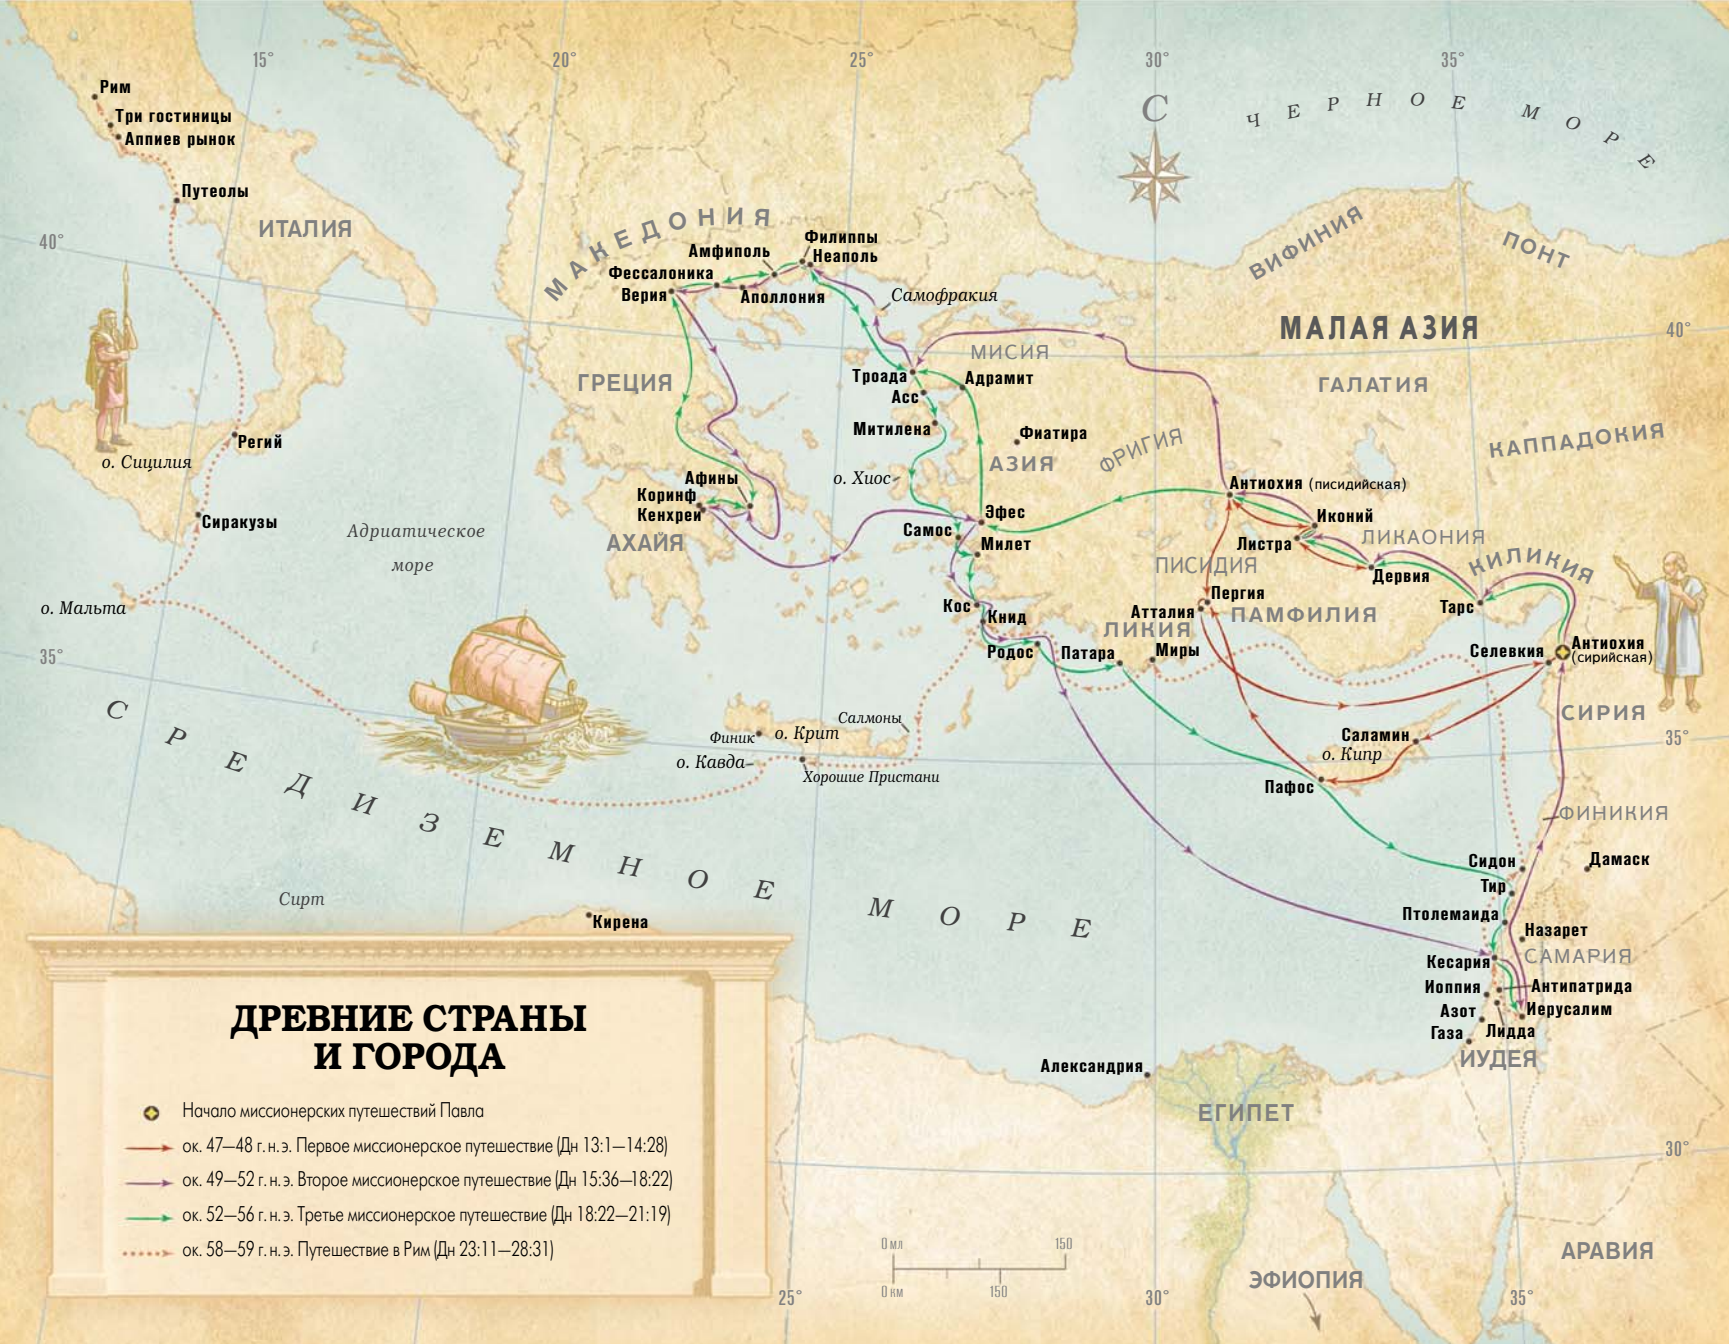 15°
20°
25°
30°
35°
Рим
Три гостиницы
Аппиев рынок
Путеолы
ИТАЛИЯ
40°
С
ЧЕРНОЕ МОРЕ
МАКЕДОНИЯ
Филиппы
Неаполь
Амфиполь
Фессалоника
Верия
Аполлония
Самофракия
ВИФИНИЯ
ПОНТ
МАЛАЯ АЗИЯ
40°
МИСИЯ
ГРЕЦИЯ
Троада
Адрамит
Асс
ГАЛАТИЯ
Митилена
Фиатира
АЗИЯ
ФРИГИЯ
КАППАДОКИЯ
Регий
о. Сицилия
о. Хиос
Афины
Коринф
Кенхреи
АХАЙЯ
Антиохия (писидийская)
Эфес
Самос
Милет
Иконий
Листра
ЛИКАОНИЯ
Сиракузы
Адриатическое
море
ПИСИДИЯ
Дервия
КИЛИКИЯ
о. Мальта
Кос
Книд
Пергия
Атталия
ПАМФИЛИЯ
ЛИКИЯ
Тарс
Родос
Патара
Миры
Селевкия
Антиохия
(сирийская)
35°
СИРИЯ
Салмоны
Финик
о. Крит
о. Кавда
Хорошие Пристани
Саламин
о. Кипр
Пафос
35°
СРЕДИЗЕМНОЕ МОРЕ
ФИНИКИЯ
Сидон
Дамаск
Тир
Птолемаида
Назарет
Сирт
Кирена
Кесария
САМАРИЯ
Иоппия
Антипатрида
Азот
Иерусалим
Газа
Лидда
ИУДЕЯ
Александрия
ЕГИПЕТ
30°
ДРЕВНИЕ СТРАНЫ
И ГОРОДА
Начало миссионерских путешествий Павла
ок. 47—48 г. н. э. Первое миссионерское путешествие (Дн 13:1—14:28)
ок. 49—52 г. н. э. Второе миссионерское путешествие (Дн 15:36—18:22)
ок. 52—56 г. н. э. Третье миссионерское путешествие (Дн 18:22—21:19)
ок. 58—59 г. н. э. Путешествие в Рим (Дн 23:11—28:31)
0 мл 150
0 км 150
АРАВИЯ
ЭФИОПИЯ
25°
30°
35°